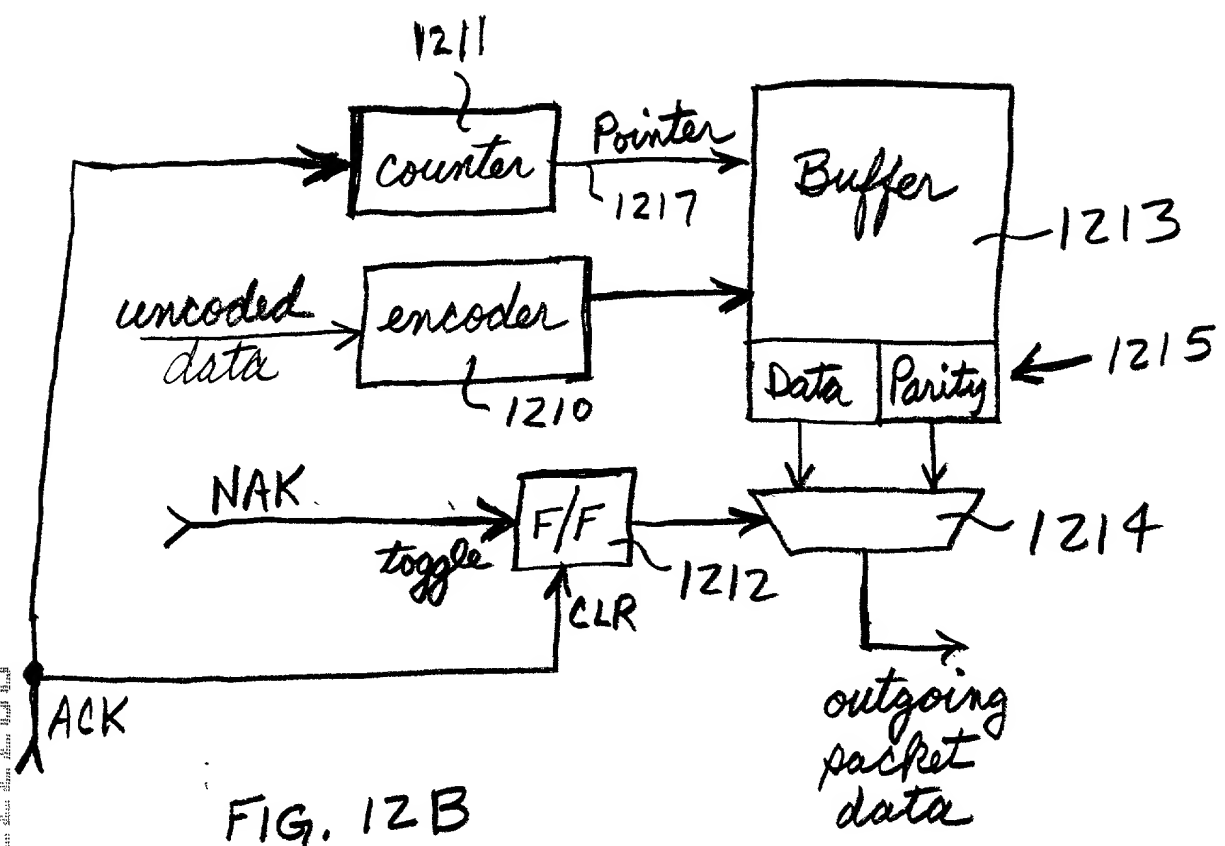 1211
counter
Pointer
1217
Buffer
1213
uncoded
data
encoder
1210
Data
Parity
1215
NAK
toggle
F/F
1212
CLR
1214
ACK
outgoing
packet
data
FIG. 12B